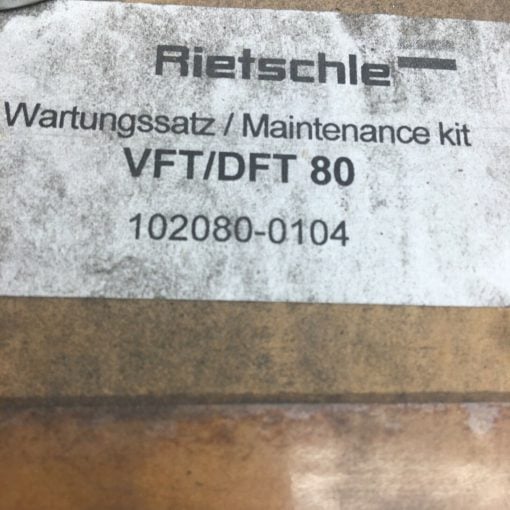 Rietschle
Wartungssatz / Maintenance kit
VFT/DFT 80
102080-0104